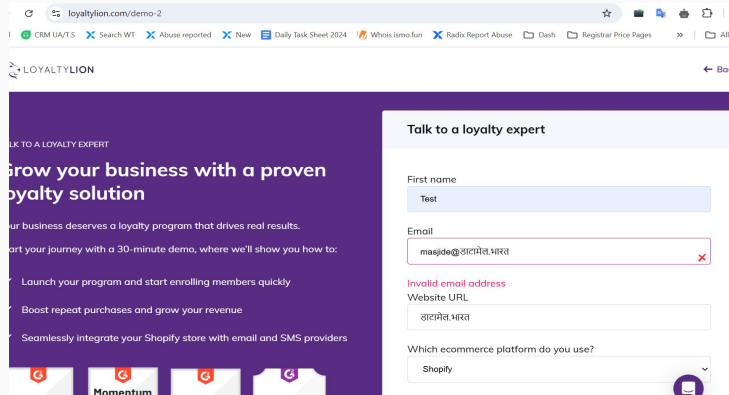 loyaltylion.com/demo-2
CRM UA/T.S Search WT Abuse reported New Daily Task Sheet 2024 Whois ismo.fun Radix Report Abuse Dash Registrar Price Pages » All
LOYALTYLION
← Ba
LK TO A LOYALTY EXPERT
Grow your business with a proven
oyalty solution
ur business deserves a loyalty program that drives real results.
art your journey with a 30-minute demo, where we'll show you how to:
Launch your program and start enrolling members quickly
Boost repeat purchases and grow your revenue
Seamlessly integrate your Shopify store with email and SMS providers
Momentum
Talk to a loyalty expert
First name
Test
Email
masjide@डाटामेल.भारत
Invalid email address
Website URL
डाटामेल.भारत
Which ecommerce platform do you use?
Shopify